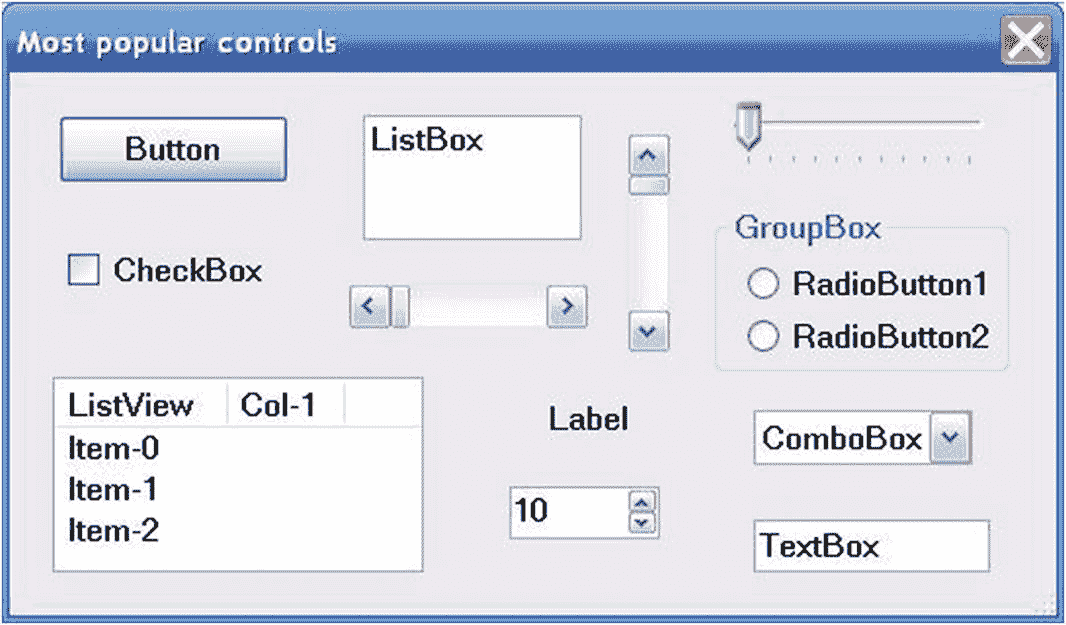 Most popular controls
Button
ListBox
GroupBox
CheckBox
RadioButton1
RadioButton2
ListView Col-1
Item-0
Item-1
Item-2
Label
10
ComboBox
TextBox